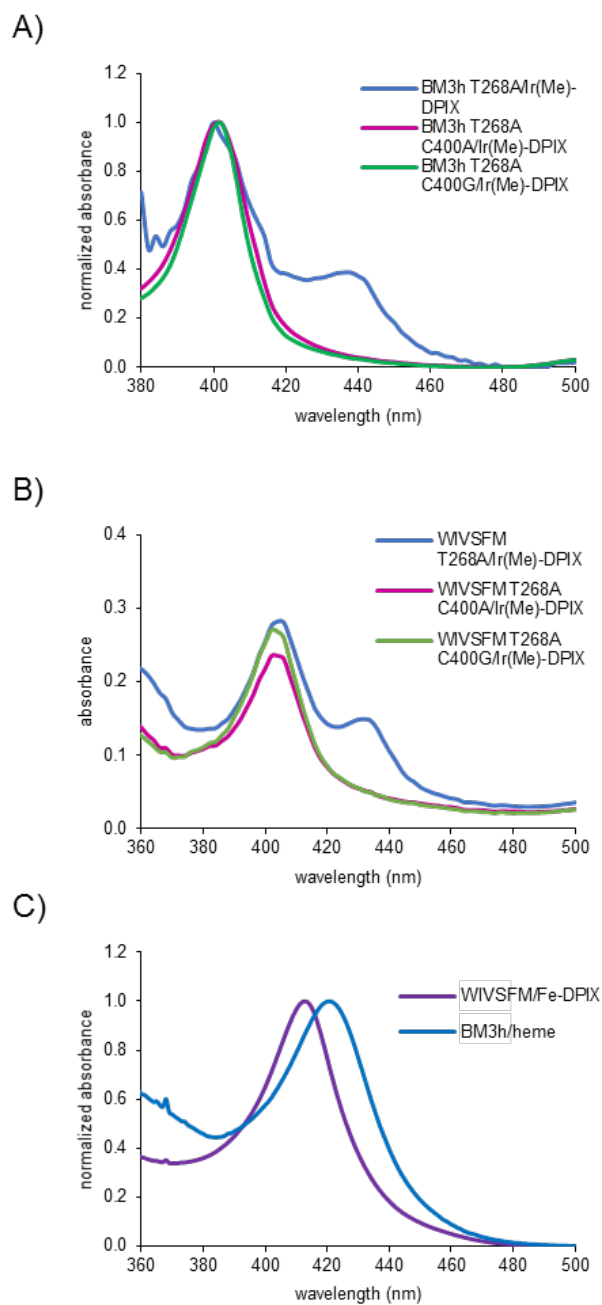 A)
1.2
1.0
0.8
0.6
0.4
0.2
0.0
normalized absorbance
BM3h T268A/Ir(Me)-
DPIX
BM3h T268A
C400A/Ir(Me)-DPIX
BM3h T268A
C400G/Ir(Me)-DPIX
380 400 420 440 460 480 500
wavelength (nm)
B)
0.4
0.3
0.2
0.1
0.0
absorbance
WIVSFM
T268A/Ir(Me)-DPIX
WIVSFM T268A
C400A/Ir(Me)-DPIX
WIVSFM T268A
C400G/Ir(Me)-DPIX
360 400 420 440 460 480 500
wavelength (nm)
C)
1.2
1.0
0.8
0.6
0.4
0.2
0.0
normalized absorbance
WIVSFM/Fe-DPIX
BM3h/heme
360 400 420 440 460 480 500
wavelength (nm)